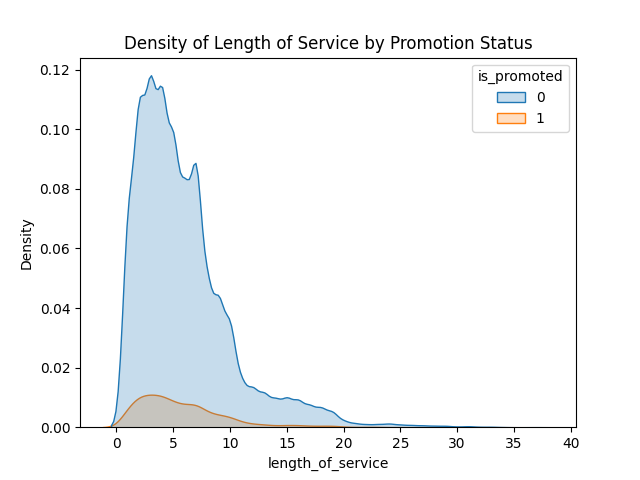 Density of Length of Service by Promotion Status
is_promoted
0
1
Density
0.12
0.10
0.08
0.06
0.04
0.02
0.00
0 5 10 15 20 25 30 35 40
length_of_service